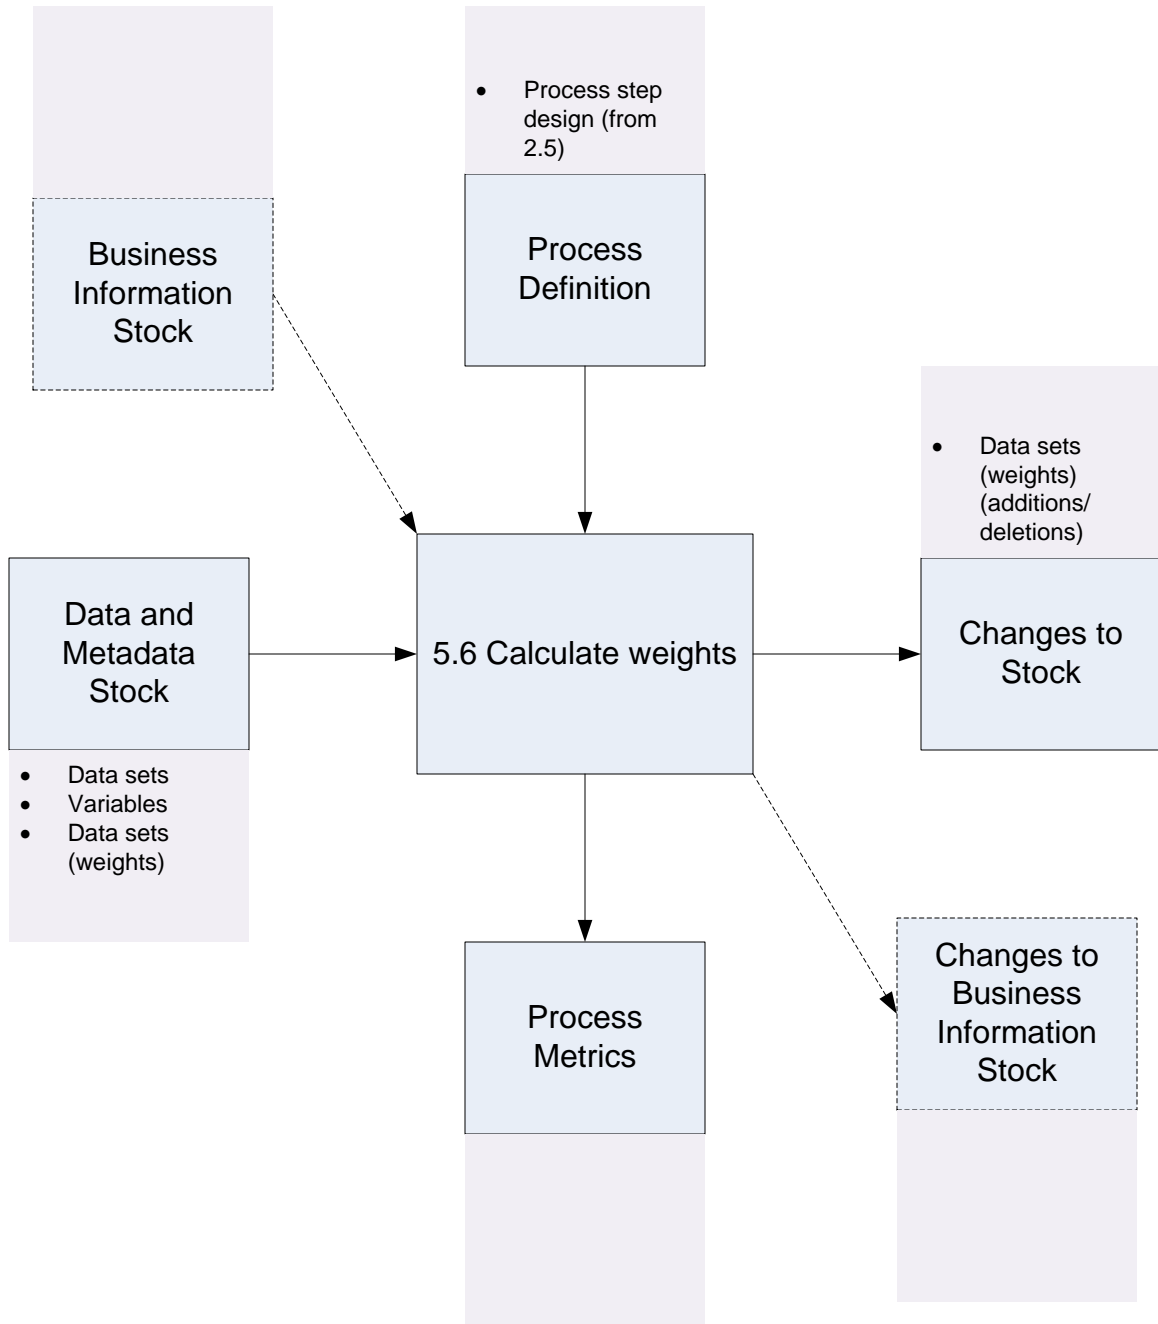 • Process step
design (from
2.5)
Business
Information
Stock
Process
Definition
• Data sets
(weights)
(additions/
deletions)
Data and
Metadata
Stock
5.6 Calculate weights
Changes to
Stock
• Data sets
• Variables
• Data sets
(weights)
Process
Metrics
Changes to
Business
Information
Stock